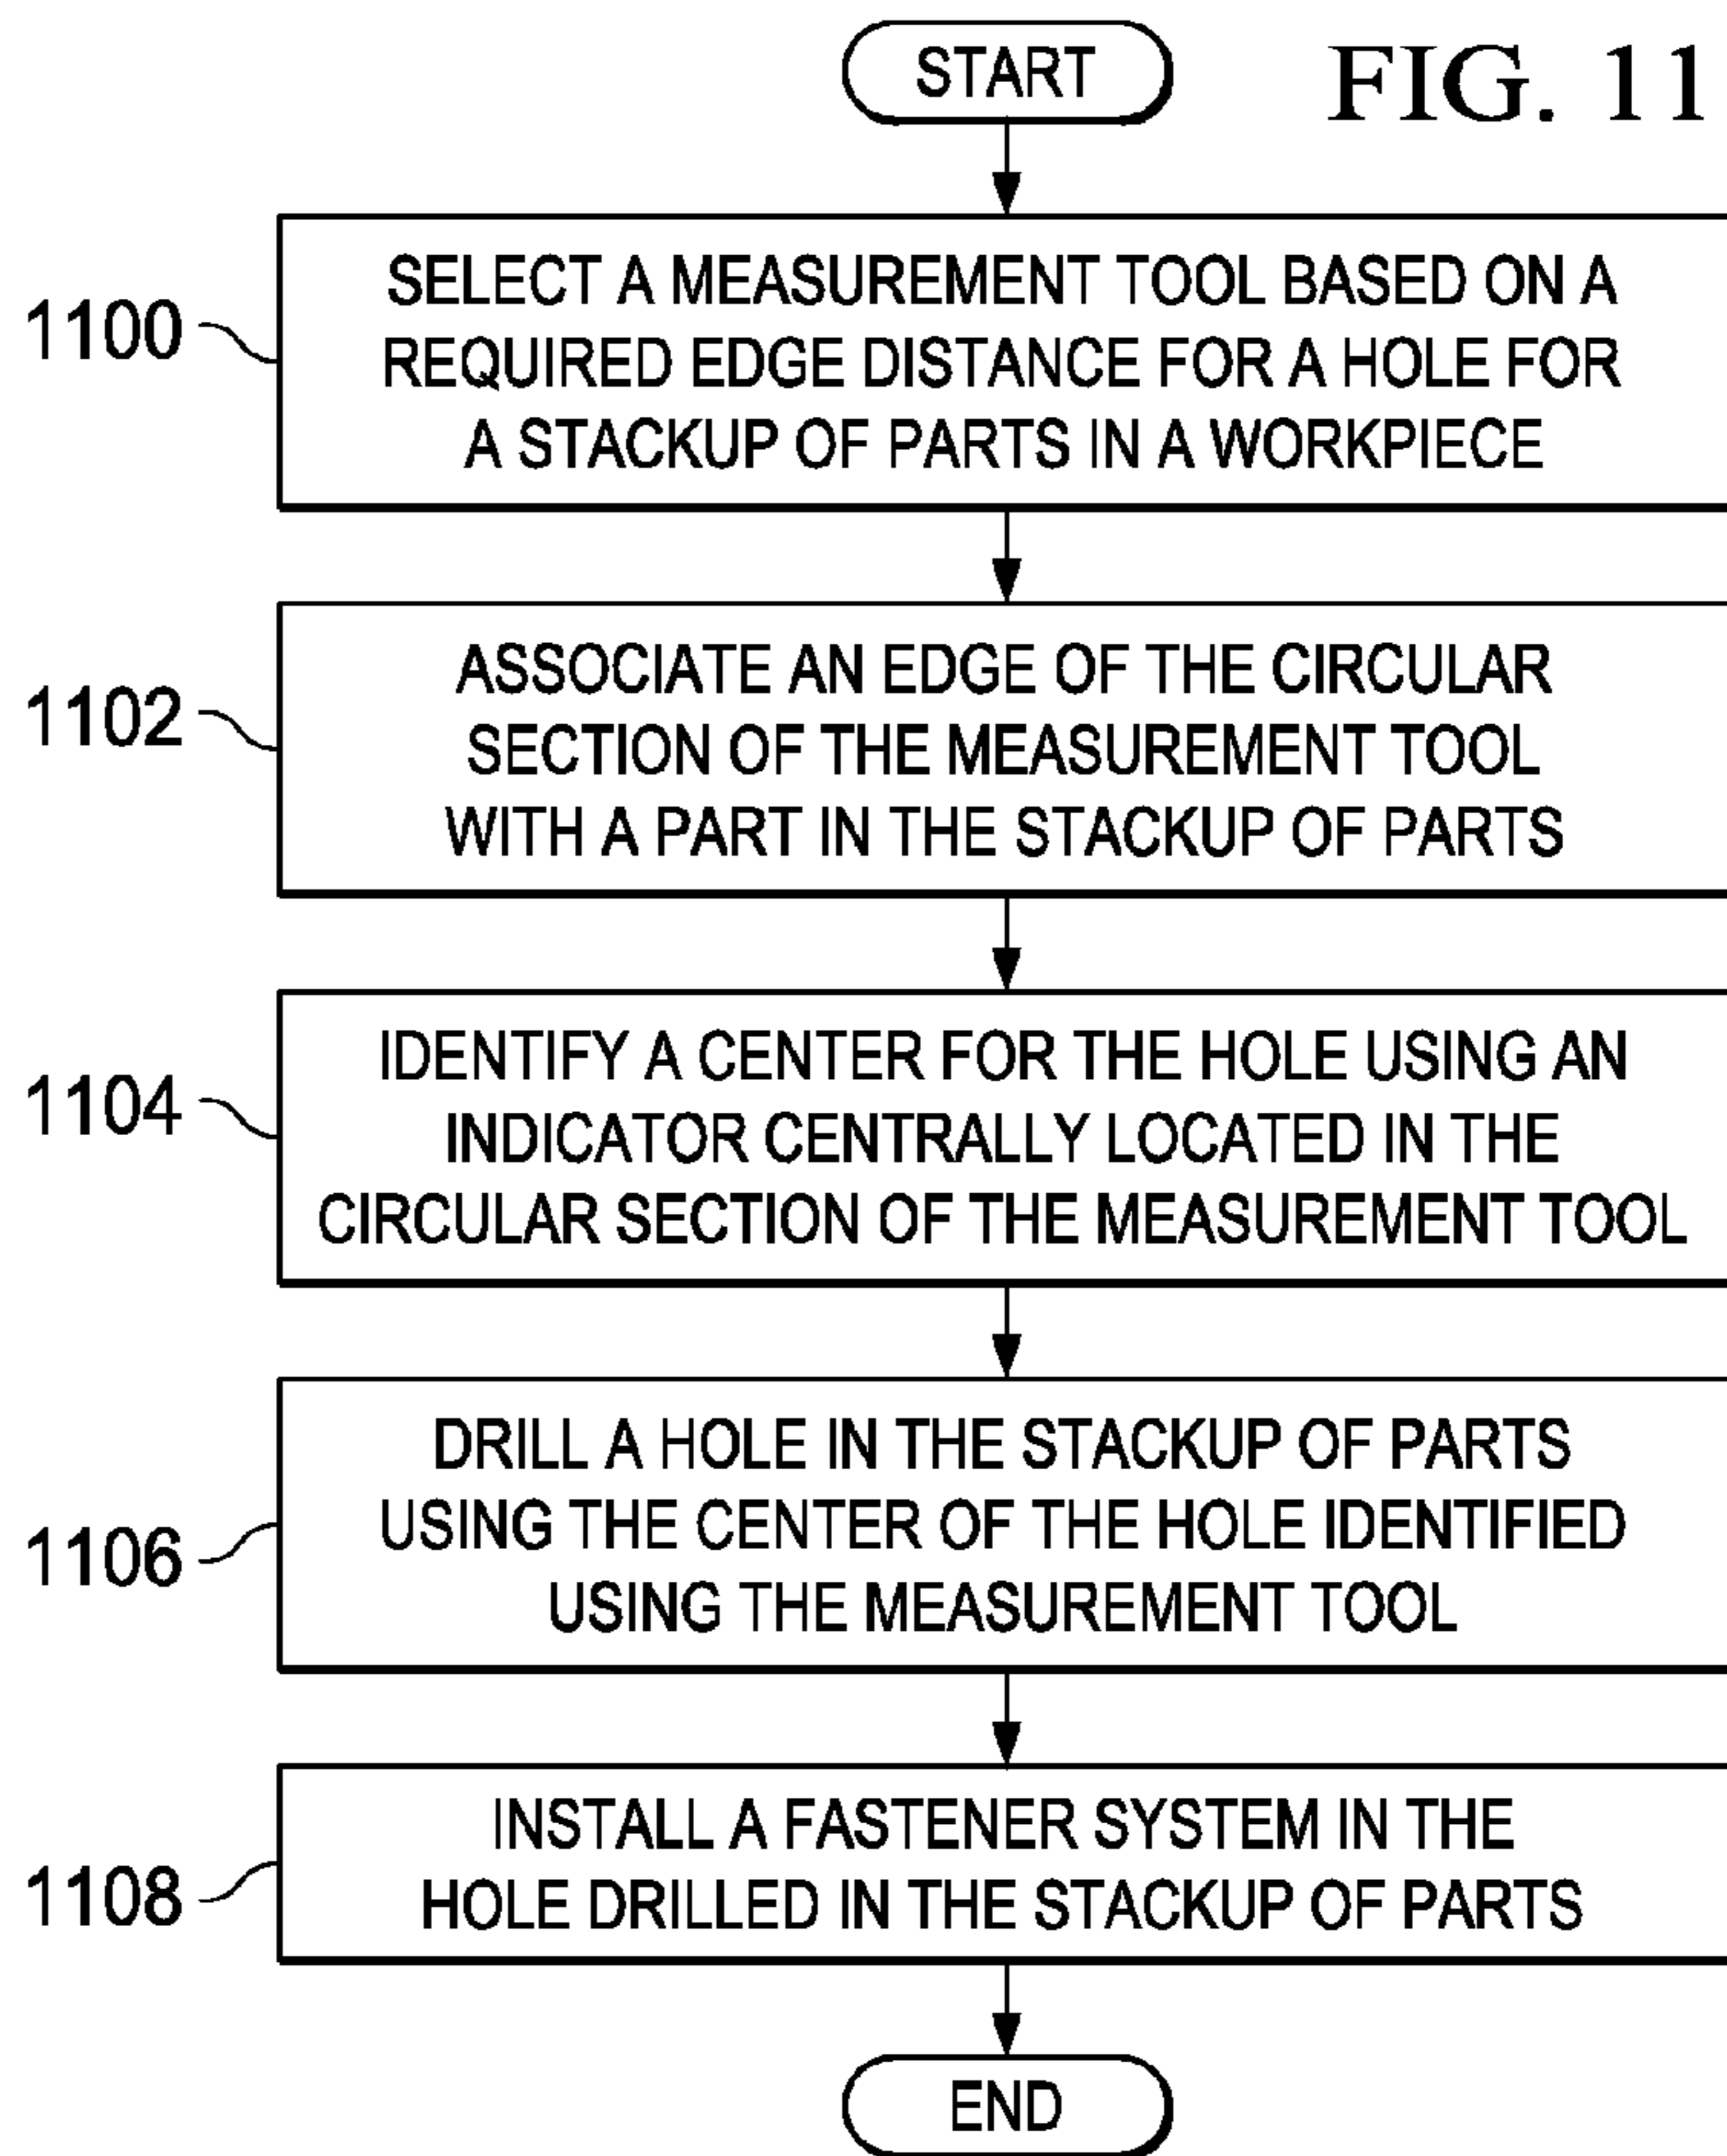 START
FIG. 11
1100
SELECT A MEASUREMENT TOOL BASED ON A
REQUIRED EDGE DISTANCE FOR A HOLE FOR
A STACKUP OF PARTS IN A WORKPIECE
1102
ASSOCIATE AN EDGE OF THE CIRCULAR
SECTION OF THE MEASUREMENT TOOL
WITH A PART IN THE STACKUP OF PARTS
1104
IDENTIFY A CENTER FOR THE HOLE USING AN
INDICATOR CENTRALLY LOCATED IN THE
CIRCULAR SECTION OF THE MEASUREMENT TOOL
1106
DRILL A HOLE IN THE STACKUP OF PARTS
USING THE CENTER OF THE HOLE IDENTIFIED
USING THE MEASUREMENT TOOL
1108
INSTALL A FASTENER SYSTEM IN THE
HOLE DRILLED IN THE STACKUP OF PARTS
END